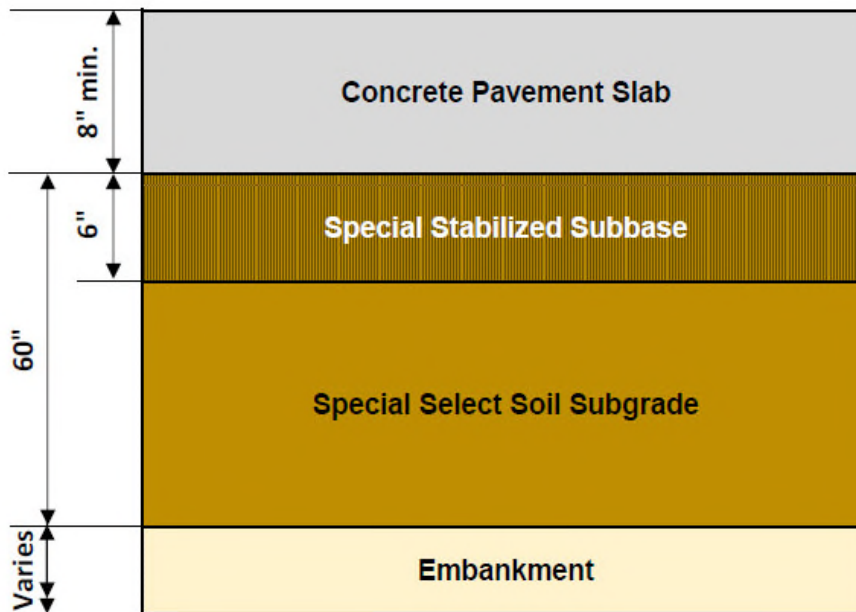 8" min.
Concrete Pavement Slab
6"
Special Stabilized Subbase
60"
Special Select Soil Subgrade
Varies
Embankment